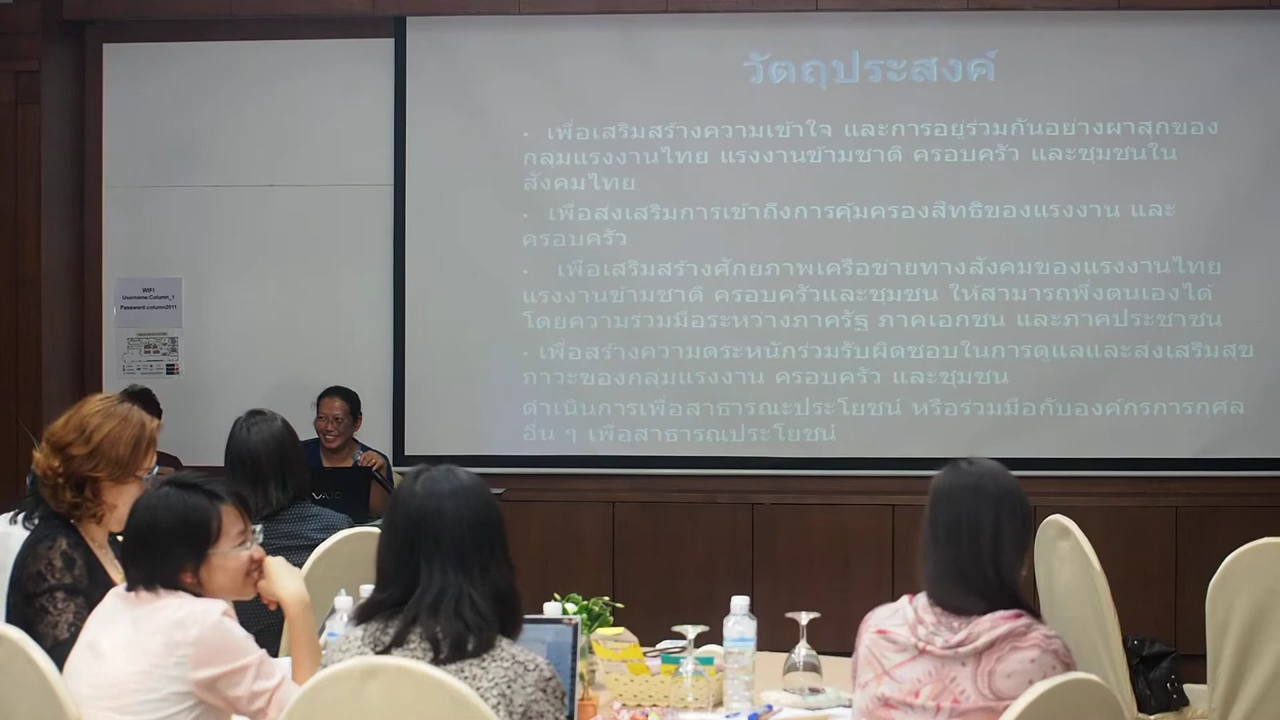 วัตถุประสงค์
• เพื่อเสริมสร้างความเข้าใจ และการอยู่ร่วมกันอย่างผาสุกของ
กลุ่มแรงงานไทย แรงงานข้ามชาติ ครอบครัว และชุมชนใน
สังคมไทย
• เพื่อส่งเสริมการเข้าถึงการคุ้มครองสิทธิของแรงงาน และ
ครอบครัว
• เพื่อเสริมสร้างศักยภาพเครือข่ายทางสังคมของแรงงานไทย
แรงงานข้ามชาติ ครอบครัวและชุมชน ให้สามารถพึ่งตนเองได้
โดยความร่วมมือระหว่างภาครัฐ ภาคเอกชน และภาคประชาชน
• เพื่อสร้างความตระหนักร่วมรับผิดชอบในการดูแลและส่งเสริมสุข
ภาวะของกลุ่มแรงงาน ครอบครัว และชุมชน
ดำเนินการเพื่อสาธารณะประโยชน์ หรือร่วมมือกับองค์กรการกุศล
อื่น ๆ เพื่อสาธารณประโยชน์
WIFI
Username:Column_1
Password:column2011
VAIO